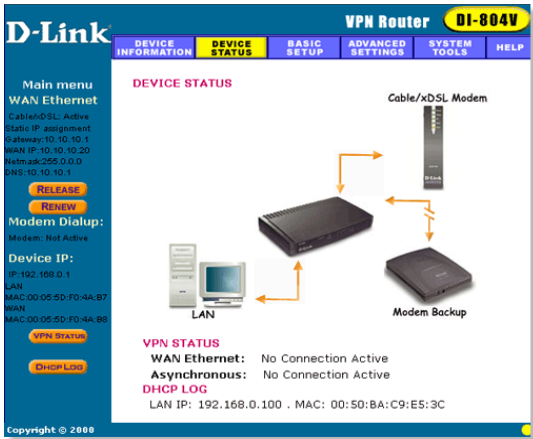 D-Link
VPN Router
DI-804V
DEVICE INFORMATION
DEVICE STATUS
BASIC SETUP
ADVANCED SETTINGS
SYSTEM TOOLS
HELP
Main menu
WAN Ethernet
Cable/xDSL: Active
Static IP assignment
Gateway:10.10.10.1
WAN IP:10.10.10.20
Netmask:255.0.0.0
DNS:10.10.10.1
RELEASE
RENEW
Modem Dialup:
Modem: Not Active
Device IP:
IP:192.168.0.1
LAN
MAC:00:05:5D:F0:4A:B7
WAN
MAC:00:05:5D:F0:4A:B8
VPN STATUS
DHCP LOG
Copyright © 2000
DEVICE STATUS
Cable/xDSL Modem
D-Link
D-Link
LAN
Modem Backup
VPN STATUS
WAN Ethernet: No Connection Active
Asynchronous: No Connection Active
DHCP LOG
LAN IP: 192.168.0.100 . MAC: 00:50:BA:C9:E5:3C